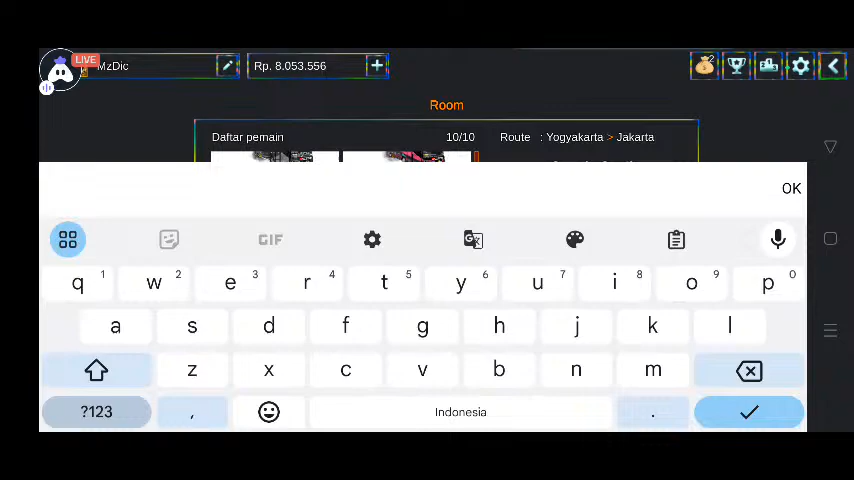 LIVE
MzDic
Rp. 8.053.556
2
Room
Daftar pemain 10/10
Route : Yogyakarta > Jakarta
OK
GIF
q 1 w 2 e 3 r 4 t 5 y 6 u 7 i 8 o 9 p 0
a s d f g h j k l
z x c v b n m
?123 , Indonesia .